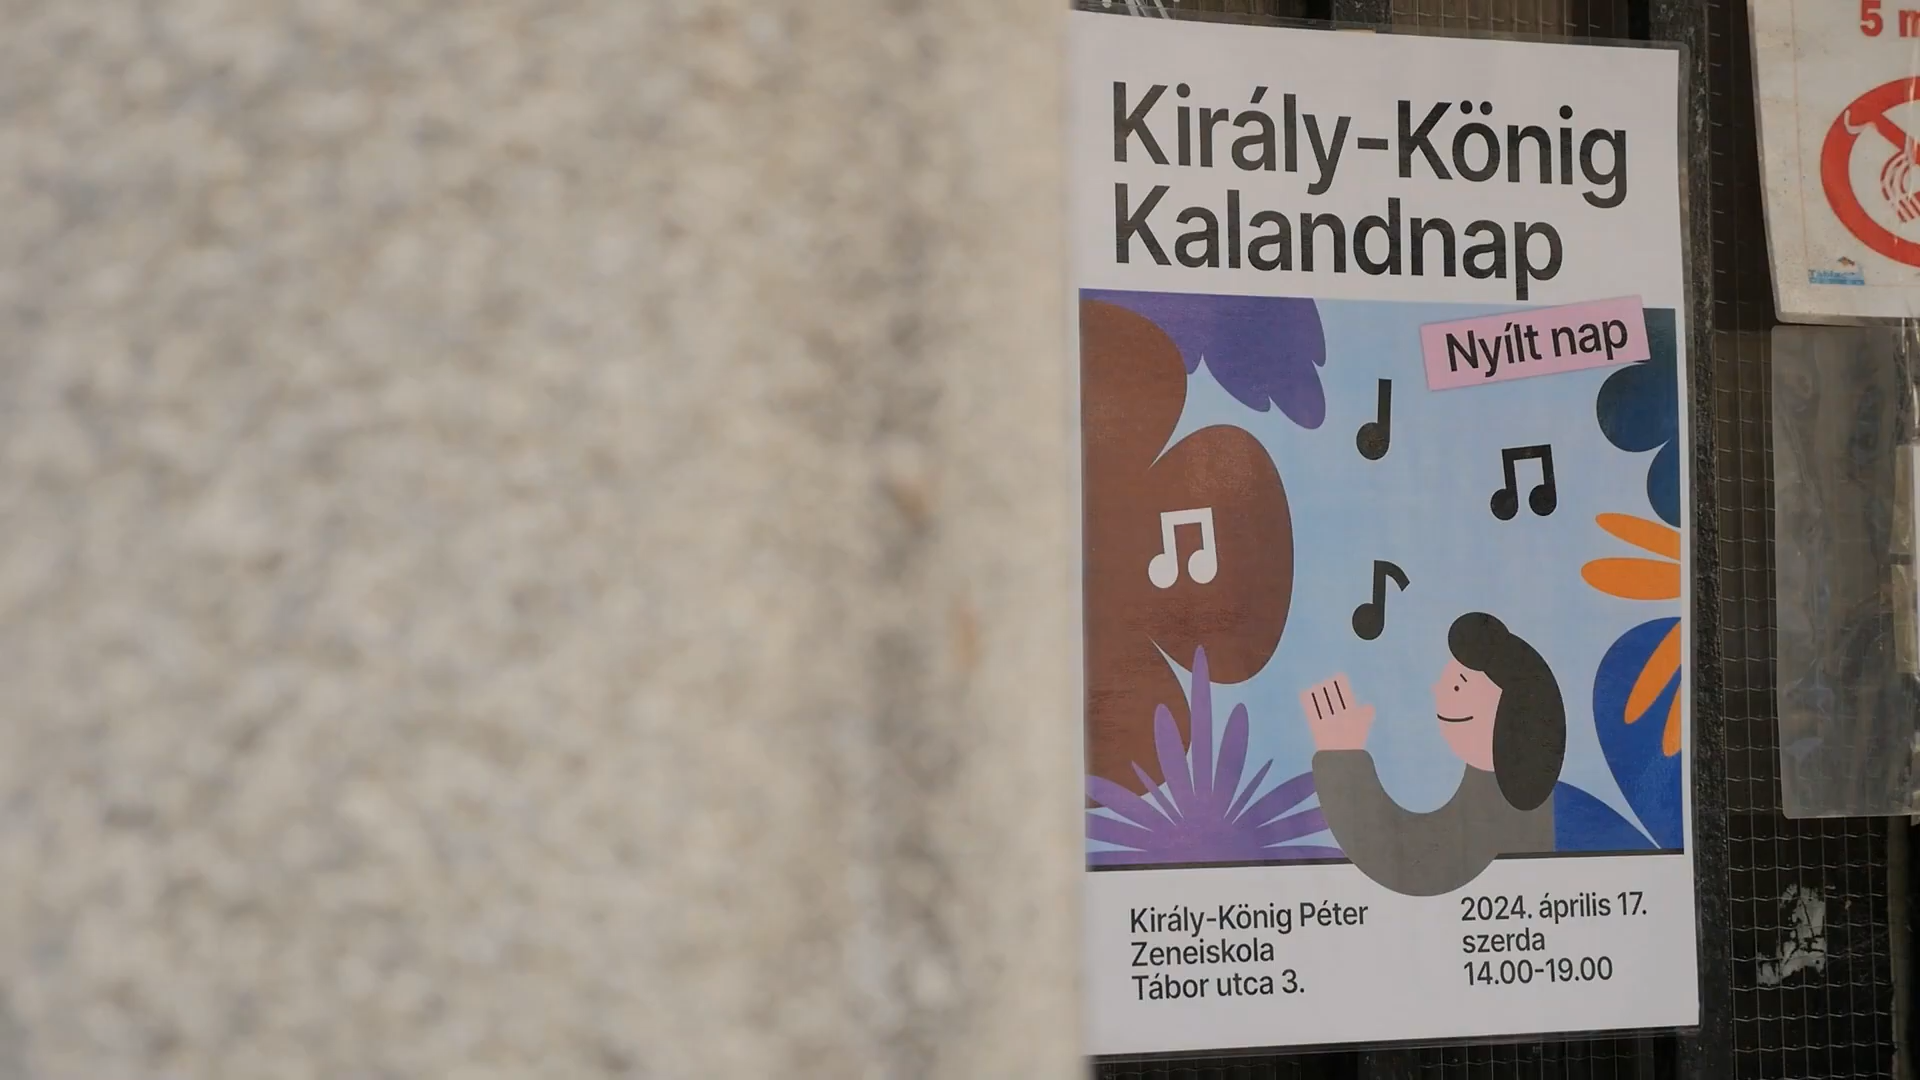 Király-König
Kalandnap
Nyílt nap
Király-König Péter
Zeneiskola
Tábor utca 3.
2024. április 17.
szerda
14.00-19.00
5 m